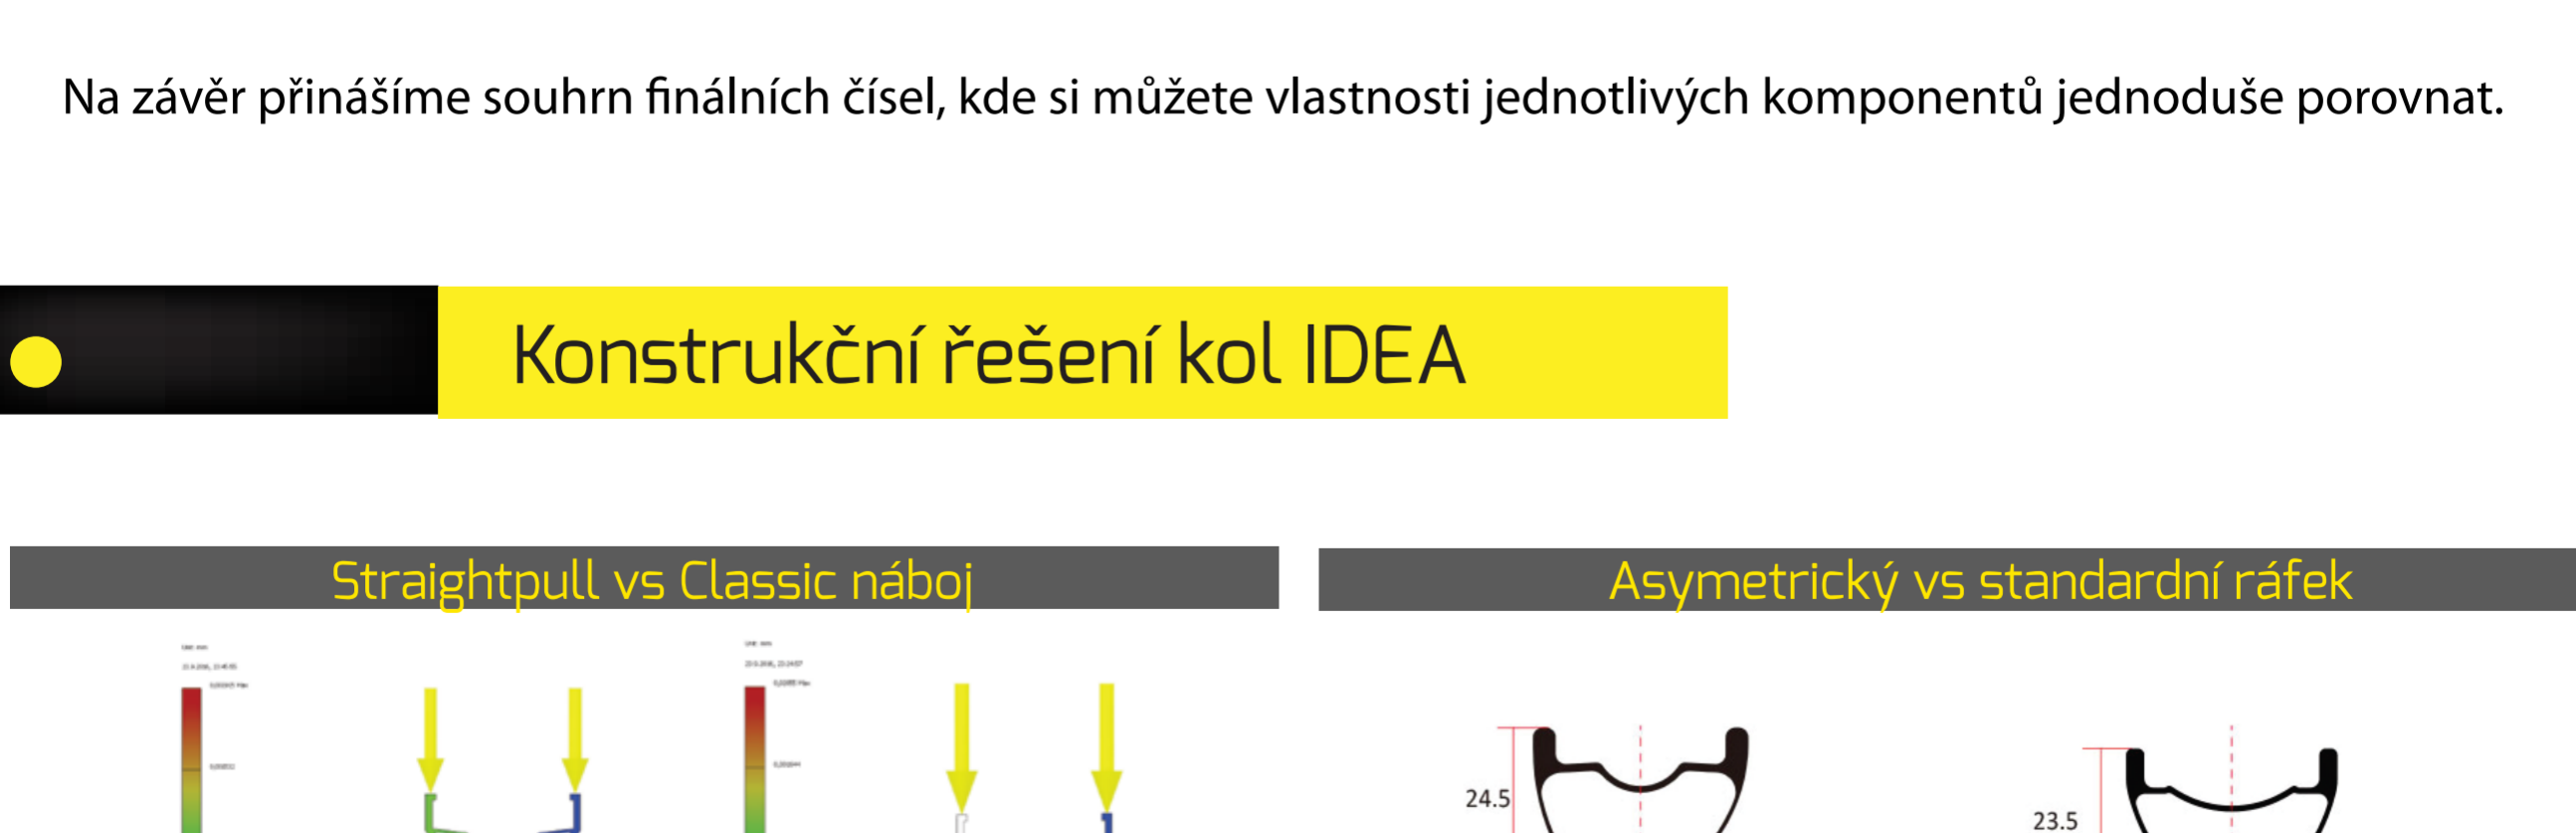 Na závěr přinášíme souhrn finálních čísel, kde si můžete vlastnosti jednotlivých komponentů jednoduše porovnat.
Konstrukční řešení kol IDEA
Straightpull vs Classic náboj
Asymetrický vs standardní ráfek
24.5
23.5